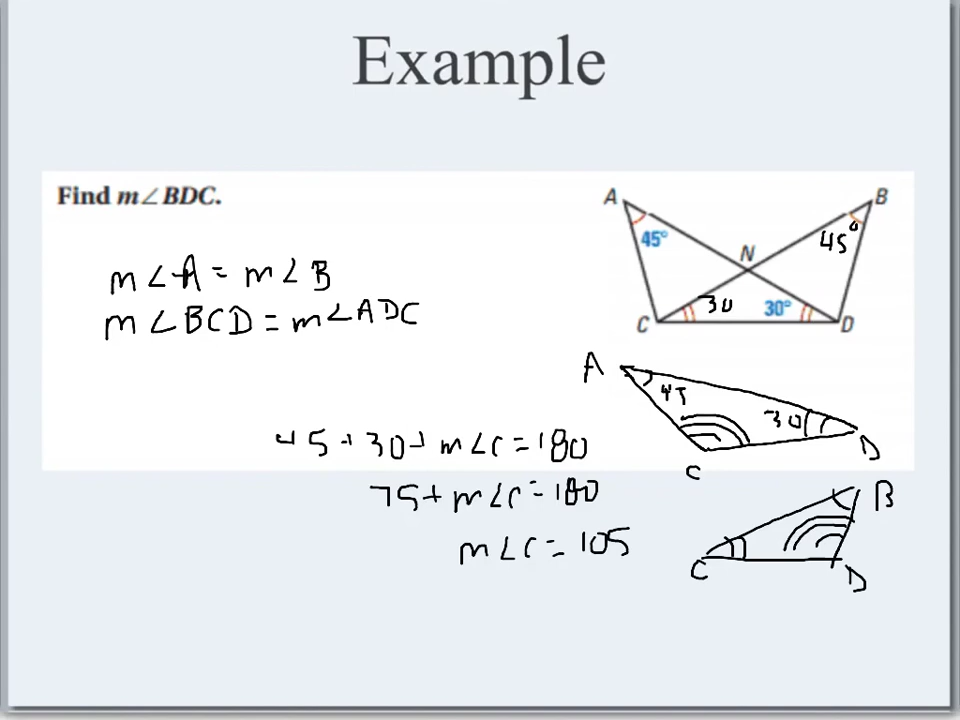 Example
Find m∠BDC.
A
B
45°
45°
N
30
30°
C
D
m∠A = m∠B
m∠BCD = m∠ADC
A
45
30
D
C
45 + 30 + m∠C = 180
75 + m∠C = 180
m∠C = 105
B
C
D